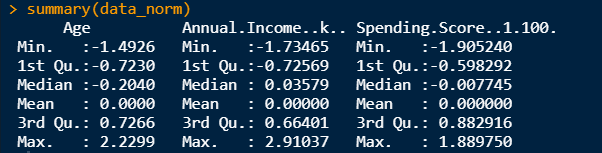 > summary(data_norm)
Age Annual.Income..k.. Spending.Score..1.100.
Min. :-1.4926 Min. :-1.73465 Min. :-1.905240
1st Qu.:-0.7230 1st Qu.:-0.72569 1st Qu.:-0.598292
Median :-0.2040 Median : 0.03579 Median :-0.007745
Mean : 0.0000 Mean : 0.00000 Mean : 0.000000
3rd Qu.: 0.7266 3rd Qu.: 0.66401 3rd Qu.: 0.882916
Max. : 2.2299 Max. : 2.91037 Max. : 1.889750